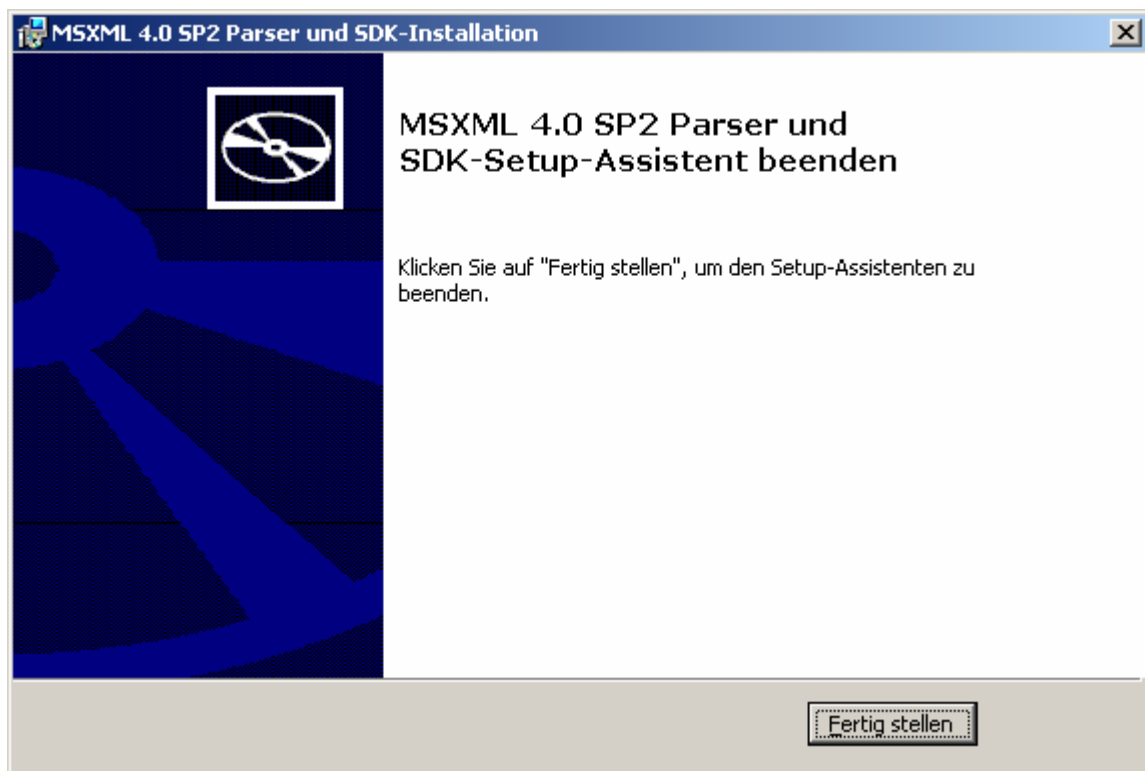 MSXML 4.0 SP2 Parser und SDK-Installation
MSXML 4.0 SP2 Parser und
SDK-Setup-Assistent beenden
Klicken Sie auf "Fertig stellen", um den Setup-Assistenten zu
beenden.
Fertig stellen